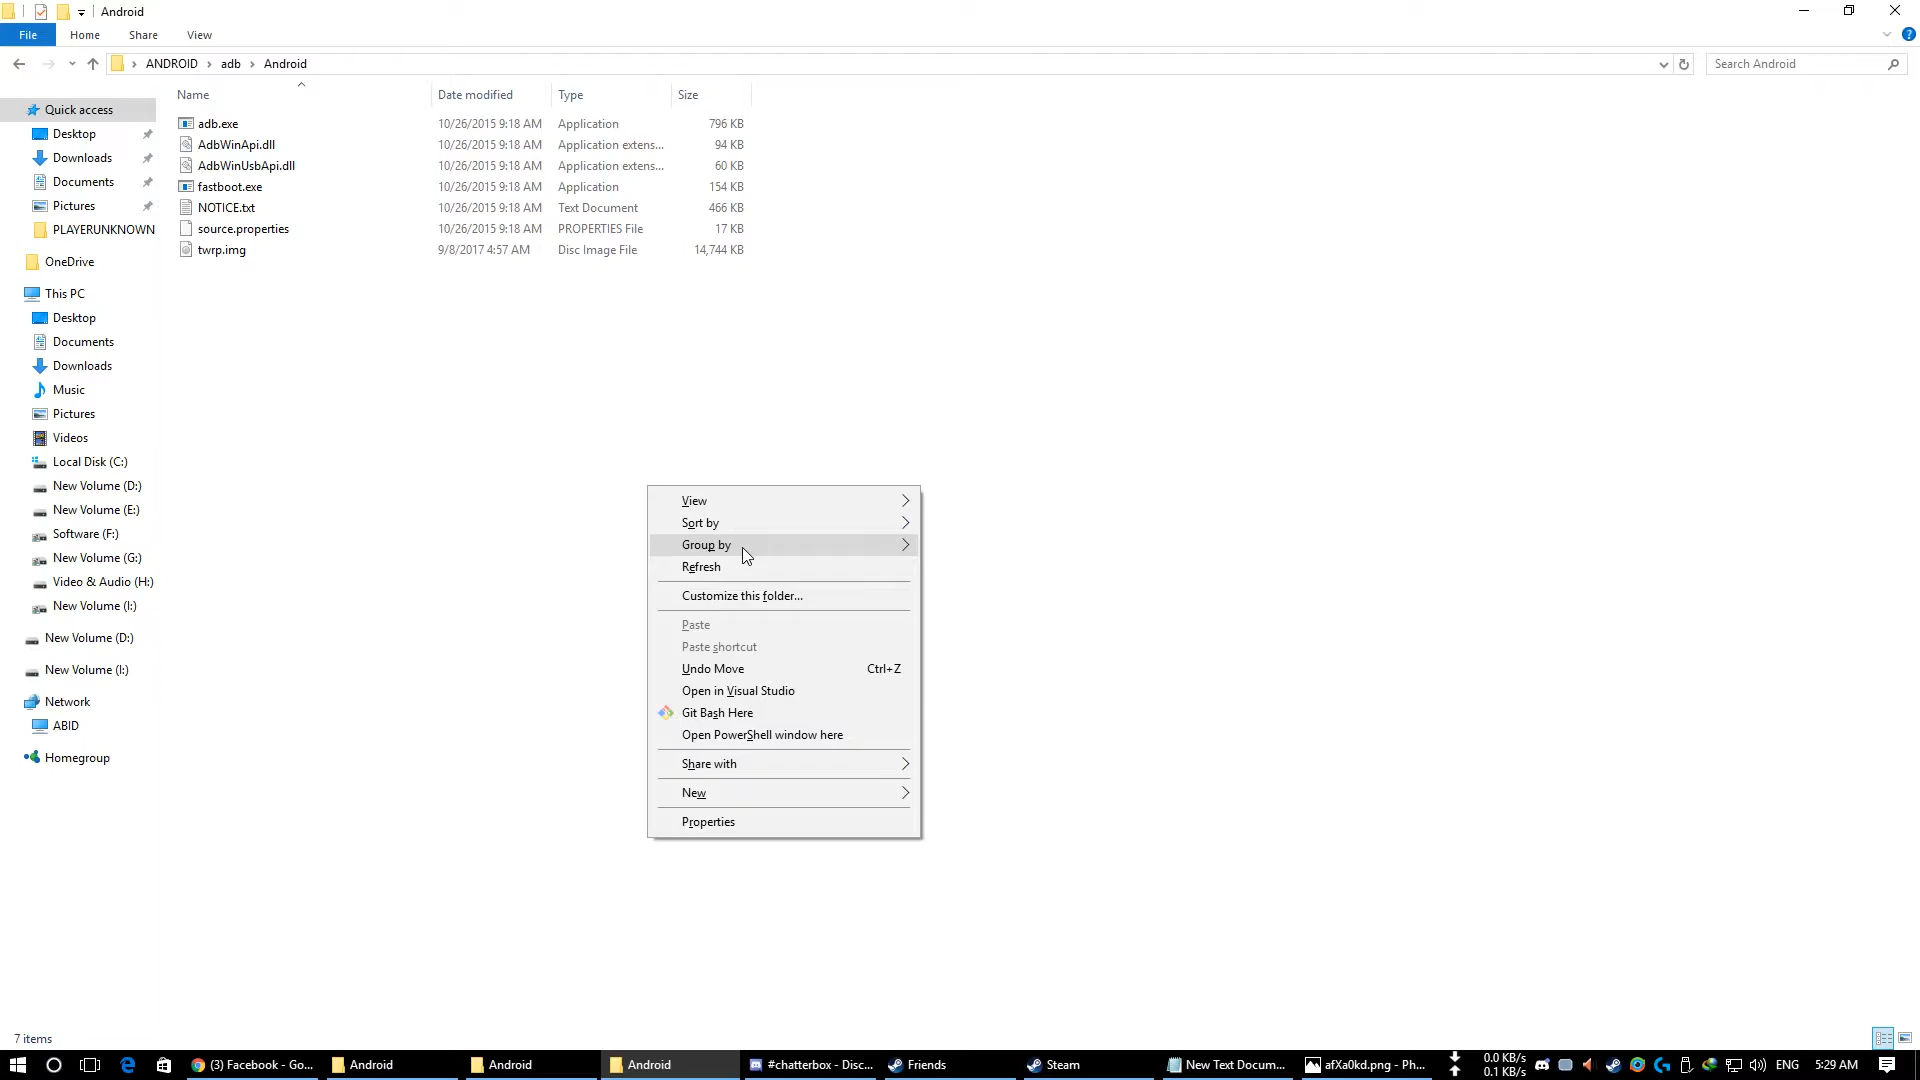 Android
File Home Share View
ANDROID adb Android
Search Android
Name Date modified Type Size
Quick access
Desktop
Downloads
Documents
Pictures
PLAYERUNKNOWN
OneDrive
This PC
Desktop
Documents
Downloads
Music
Pictures
Videos
Local Disk (C:)
New Volume (D:)
New Volume (E:)
Software (F:)
New Volume (G:)
Video & Audio (H:)
New Volume (I:)
New Volume (D:)
New Volume (I:)
Network
ABID
Homegroup
adb.exe 10/26/2015 9:18 AM Application 796 KB
AdbWinApi.dll 10/26/2015 9:18 AM Application extens... 94 KB
AdbWinUsbApi.dll 10/26/2015 9:18 AM Application extens... 60 KB
fastboot.exe 10/26/2015 9:18 AM Application 154 KB
NOTICE.txt 10/26/2015 9:18 AM Text Document 466 KB
source.properties 10/26/2015 9:18 AM PROPERTIES File 17 KB
twrp.img 9/8/2017 4:57 AM Disc Image File 14,744 KB
View
Sort by
Group by
Refresh
Customize this folder...
Paste
Paste shortcut
Undo Move Ctrl+Z
Open in Visual Studio
Git Bash Here
Open PowerShell window here
Share with
New
Properties
7 items
(3) Facebook - Go... Android Android Android #chatterbox - Disc... Friends Steam New Text Docum... afXa0kd.png - Ph... 0.0 KB/s ENG 5:29 AM
0.1 KB/s